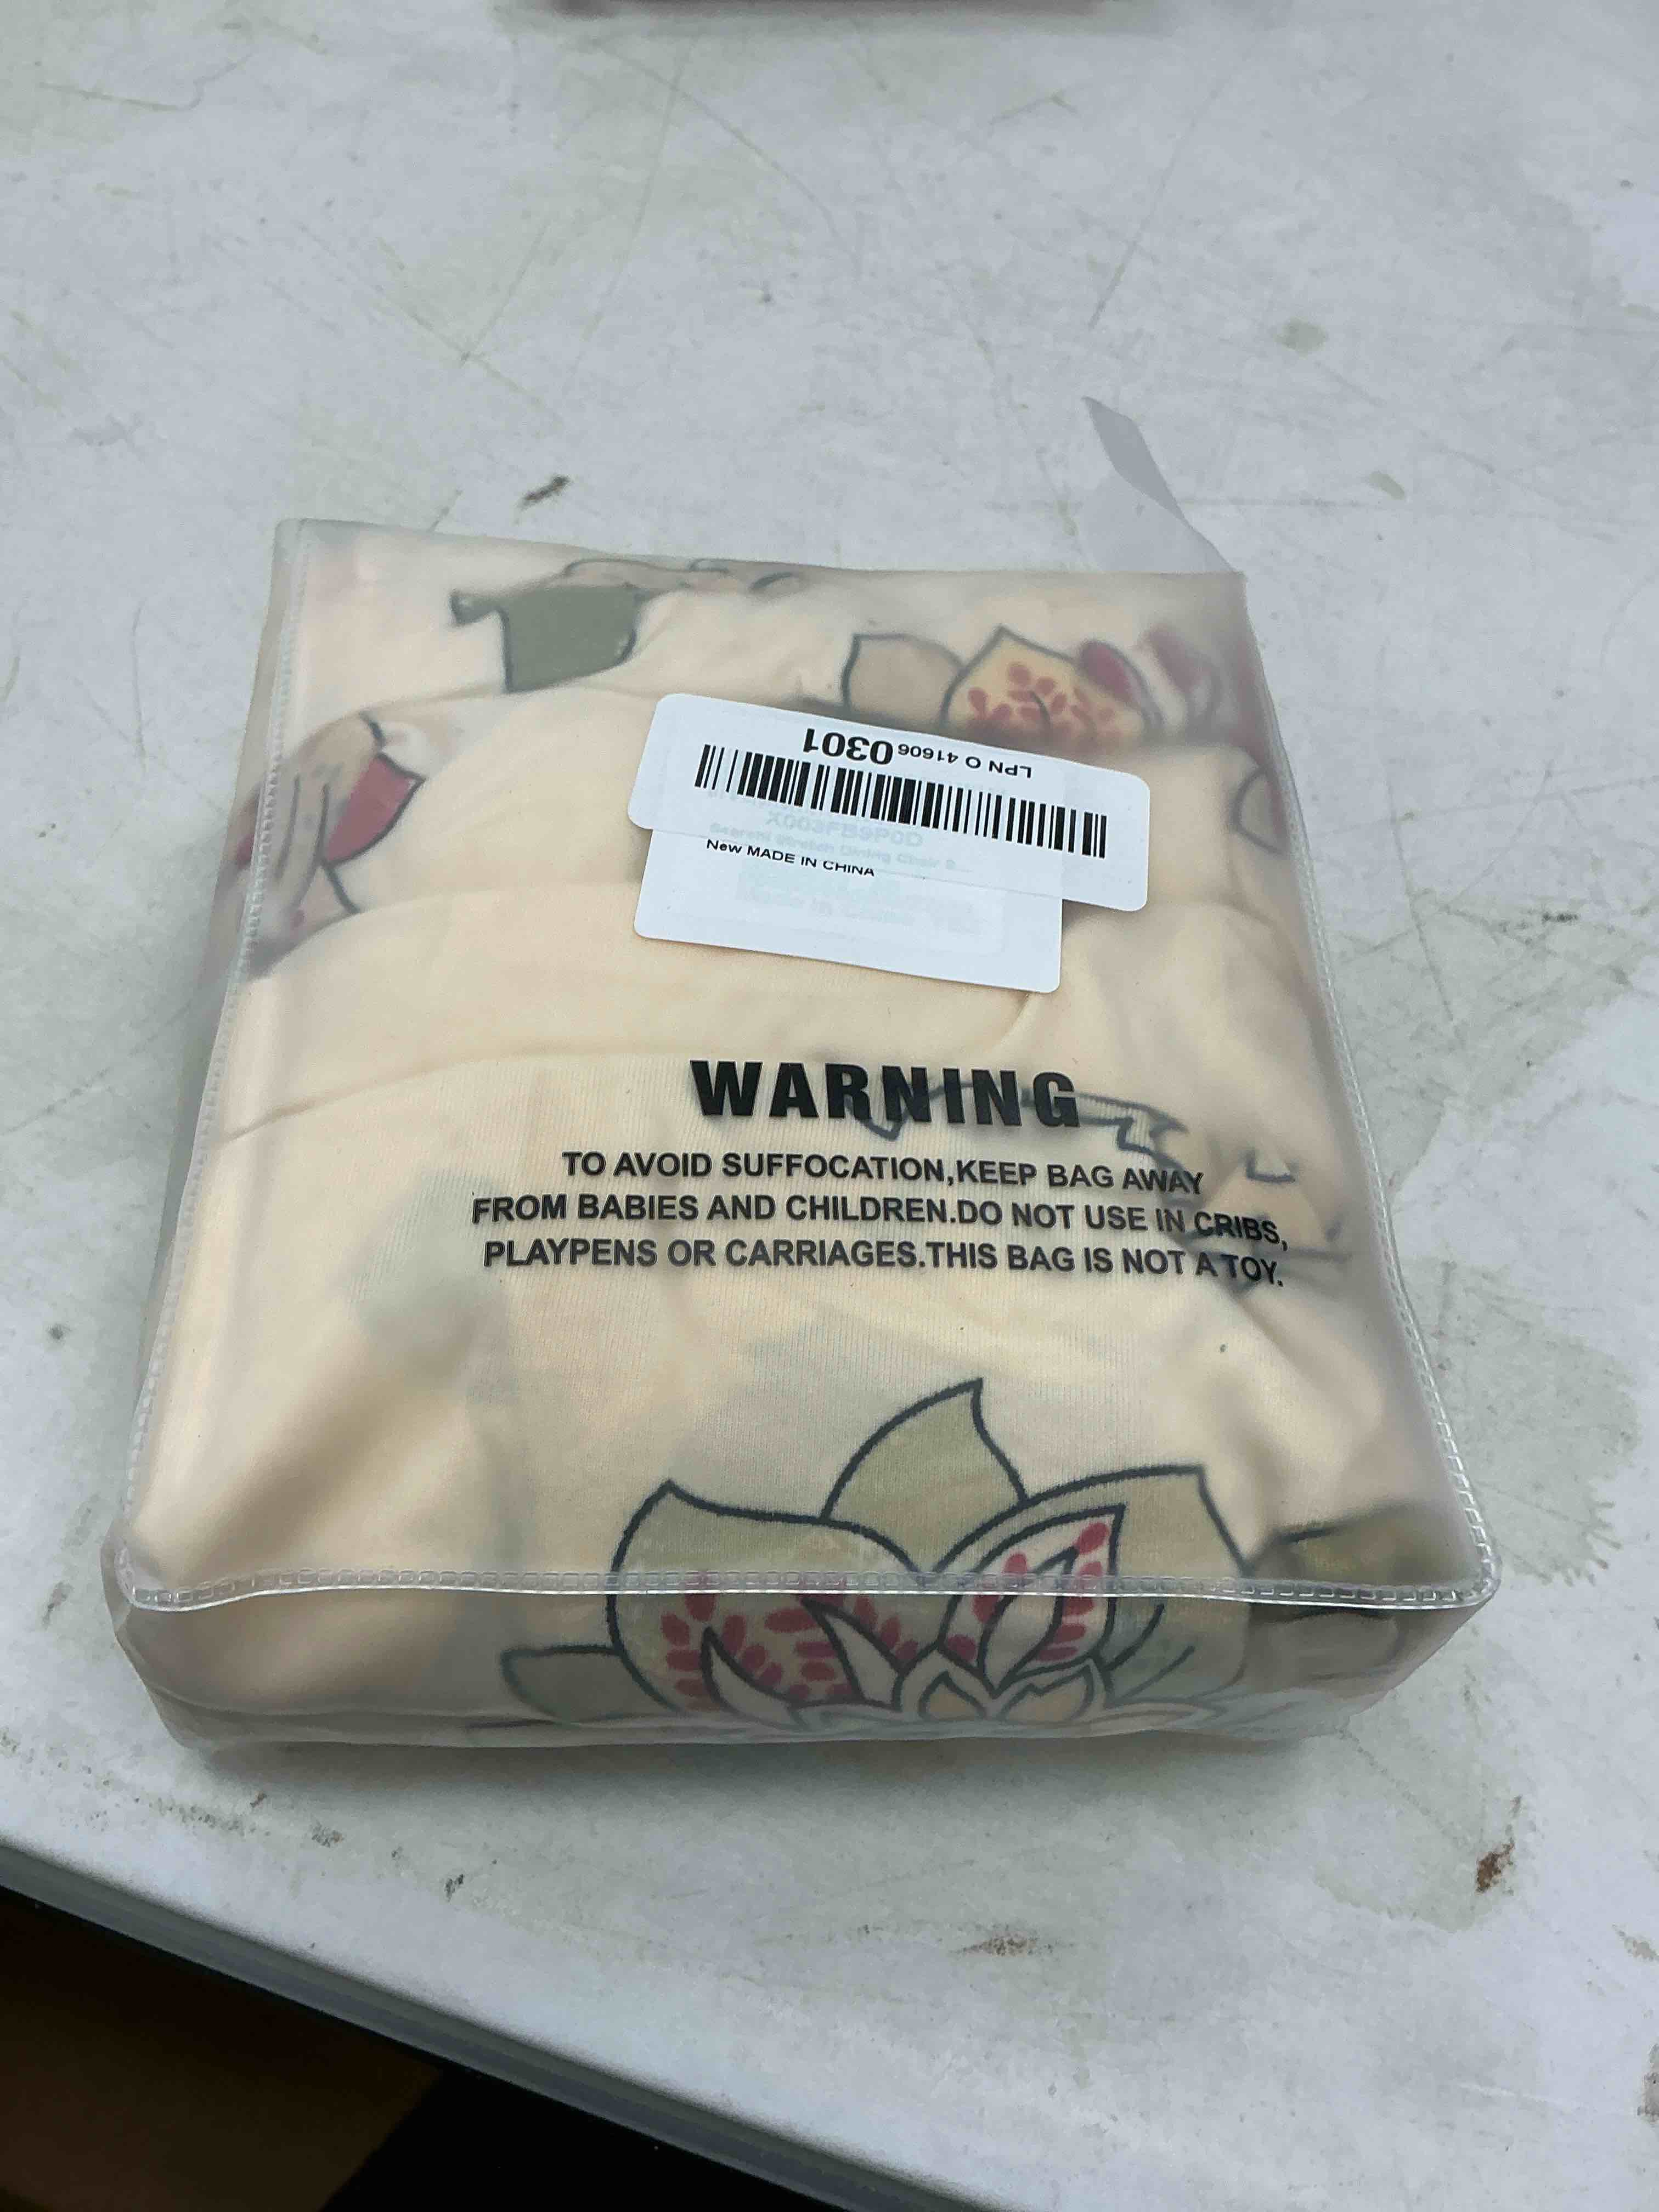 LPN O 41606 0301
X003FB9P0D
New MADE IN CHINA
WARNING
TO AVOID SUFFOCATION,KEEP BAG AWAY
FROM BABIES AND CHILDREN.DO NOT USE IN CRIBS,
PLAYPENS OR CARRIAGES.THIS BAG IS NOT A TOY.